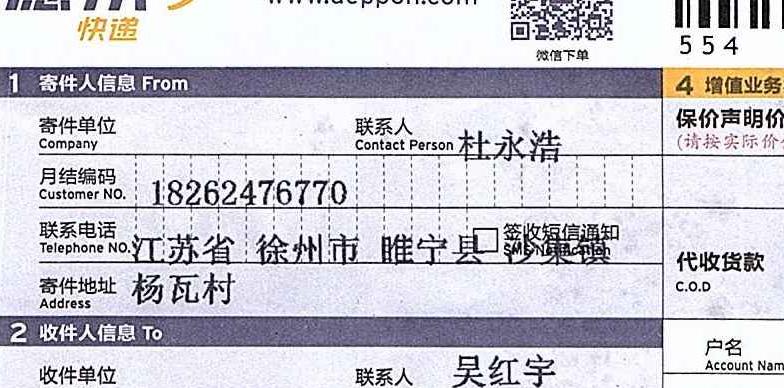 快递
www.deppon.com
微信下单
554
1 寄件人信息 From
4 增值业务
寄件单位
Company
联系人
Contact Person 杜永浩
保价声明价
(请按实际价
月结编码
Customer NO. 18262476770
联系电话
Telephone NO.
签收短信通知
江苏省 徐州市 睢宁县 沙集镇
寄件地址
Address 杨瓦村
代收货款
C.O.D
2 收件人信息 To
户名
Account Nam
收件单位
联系人 吴红宇